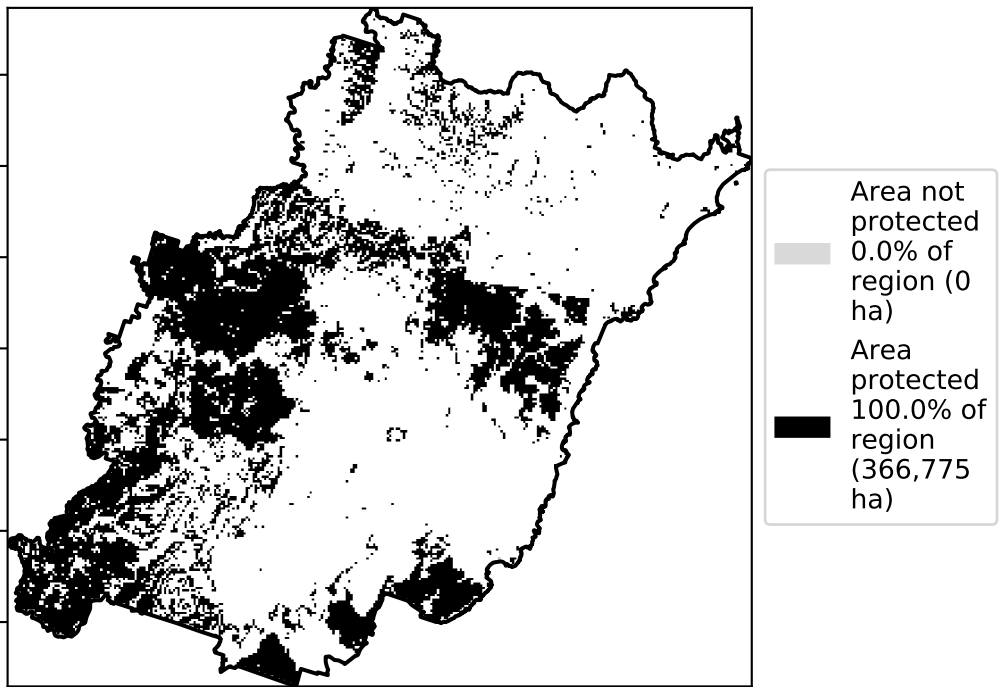 Area not
protected
0.0% of
region (0
ha)
Area
protected
100.0% of
region
(366,775
ha)